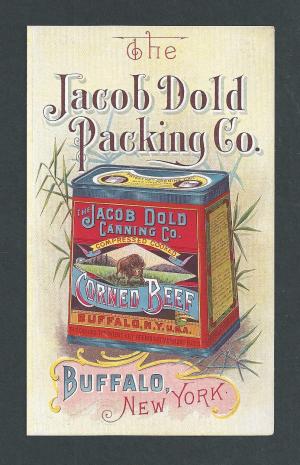 The
Jacob Dold
Packing Co.
THE JACOB DOLD
CANNING CO.
COMPRESSED COOKED
CORNED BEEF
BUFFALO, N.Y. U.S.A.
BUFFALO,
NEW YORK.